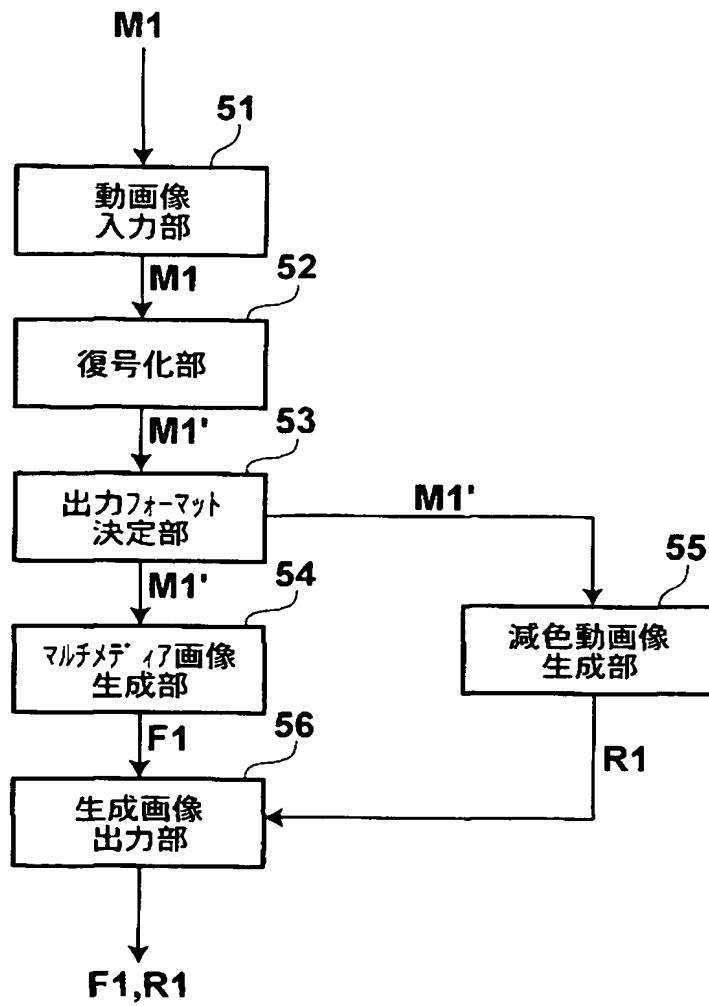 M1
51
動画像
入力部
M1
52
復号化部
M1'
53
出力フォーマット
決定部
M1'
M1'
54
55
マルチメディア画像
生成部
減色動画像
生成部
F1
56
R1
生成画像
出力部
F1,R1